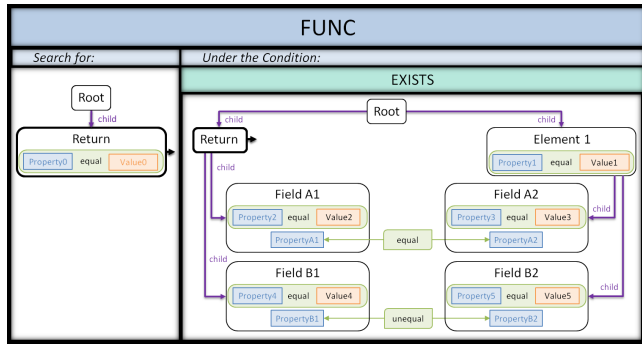 FUNC
Search for:
Under the Condition:
EXISTS
Root
child
Return
Property0 equal Value0
Root
child
child
Return
Element 1
Property1 equal Value1
child
Field A1
Field A2
child
Property2 equal Value2
Property3 equal Value3
PropertyA1
equal
PropertyA2
child
Field B1
Field B2
child
Property4 equal Value4
Property5 equal Value5
PropertyB1
unequal
PropertyB2